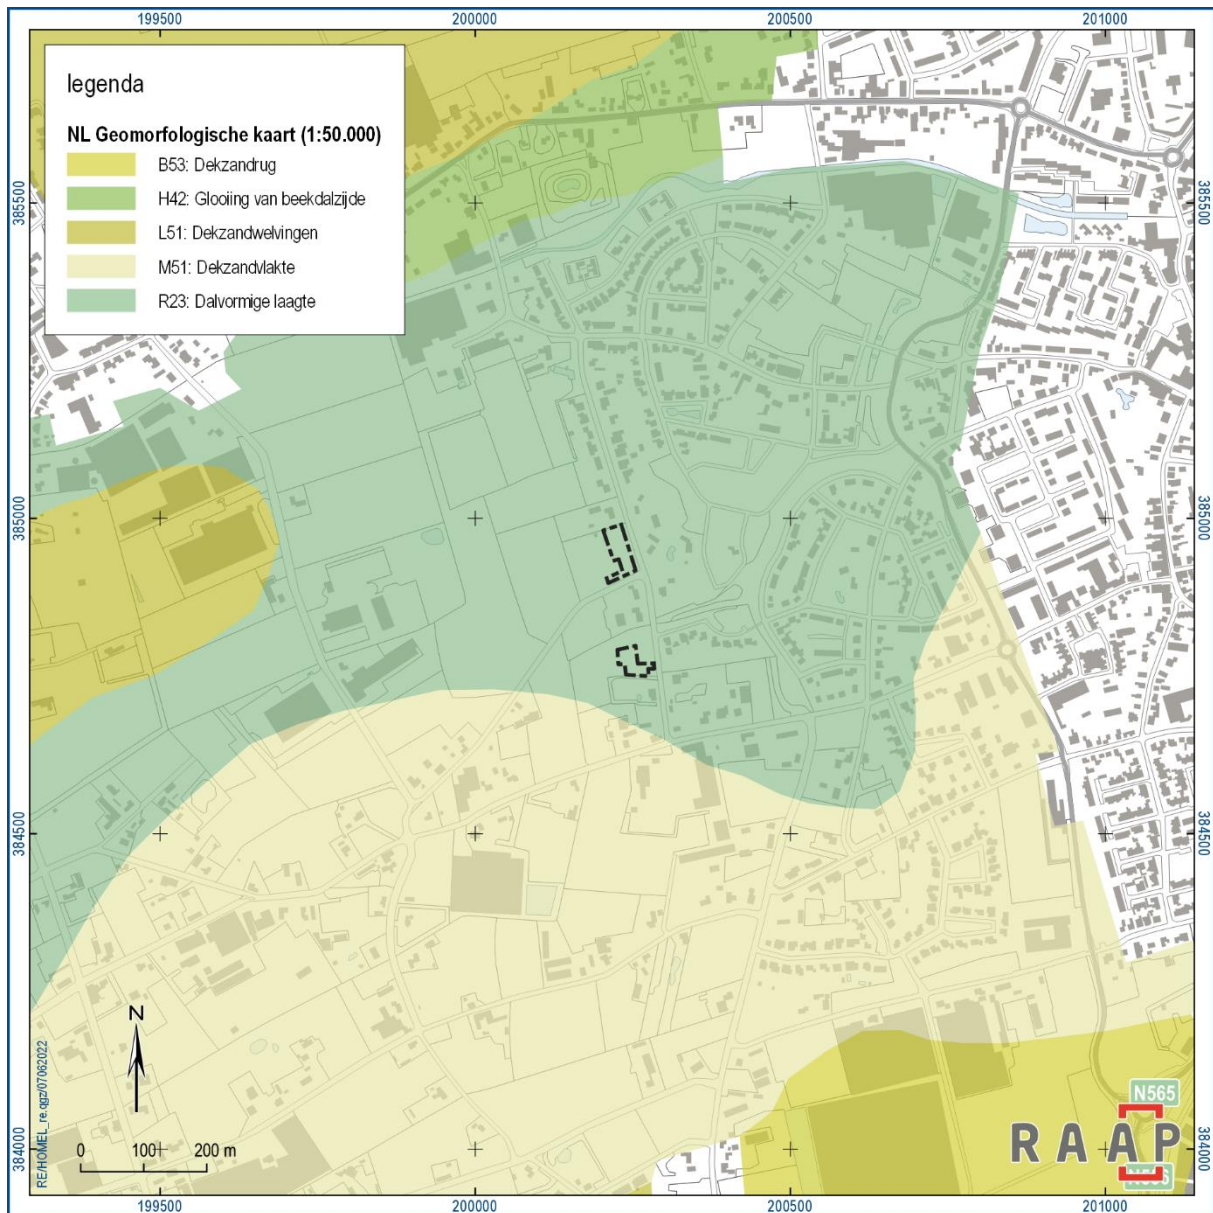 199500 200000 200500 201000
legenda
NL Geomorfologische kaart (1:50.000)
B53: Dekzandrug
H42: Glooiing van beekdalzijde
L51: Dekzandwelvingen
M51: Dekzandvlakte
R23: Dalvormige laagte
385500 385500
385000 385000
384500 384500
384000 384000
N
0 100 200 m
RE/HOMEL_re.qgz/07062022
N565
RAAP
199500 200000 200500 201000